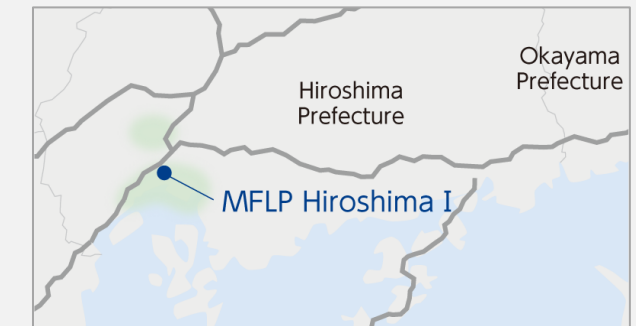 Okayama
Prefecture
Hiroshima
Prefecture
MFLP Hiroshima I